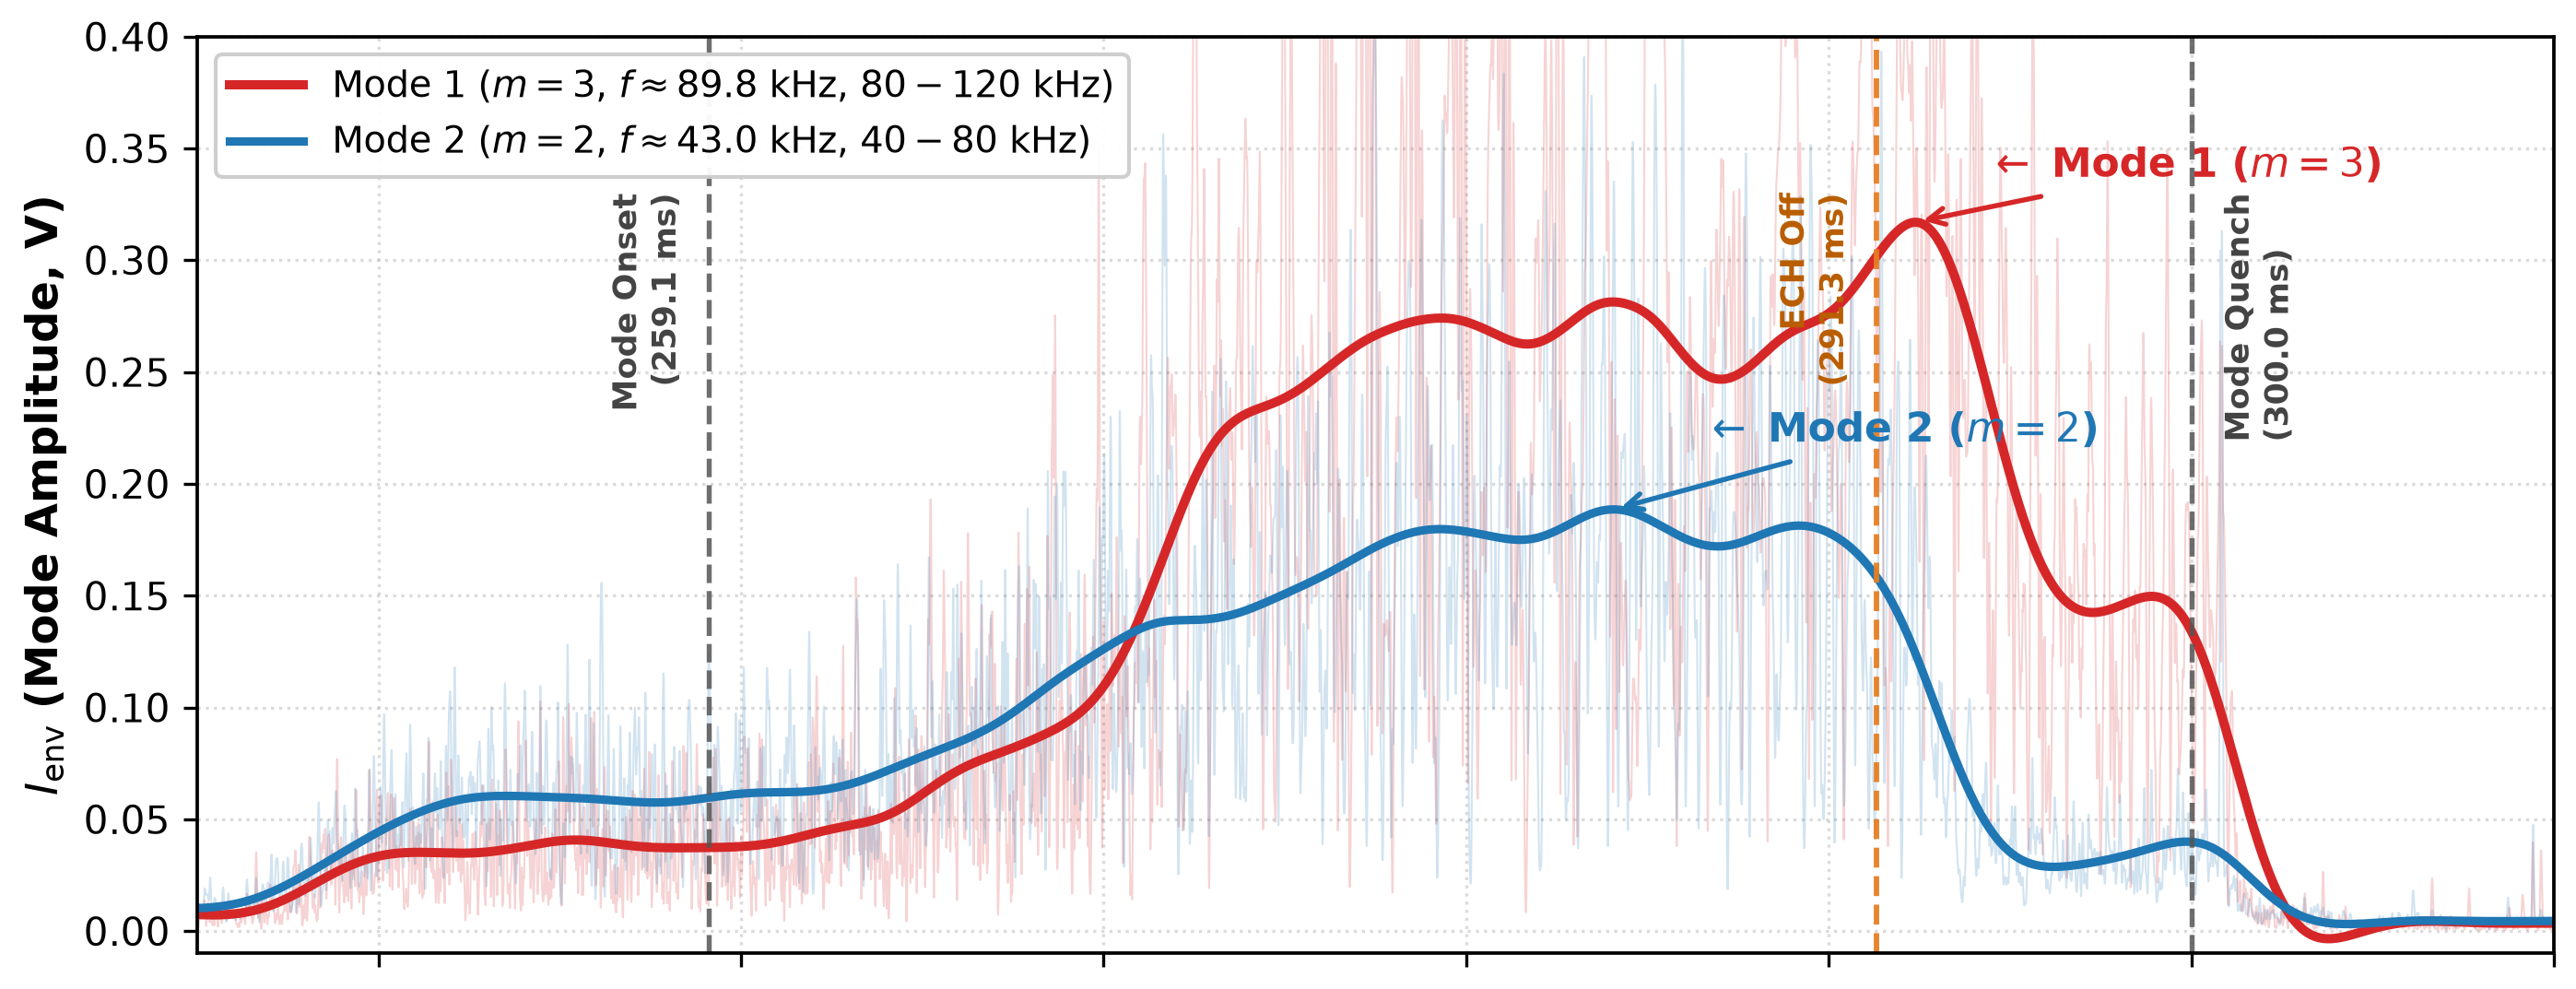 0.40
0.35
0.30
0.25
0.20
0.15
0.10
0.05
0.00
I_env (Mode Amplitude, V)
Mode 1 (m = 3, f ≈ 89.8 kHz, 80 − 120 kHz)
Mode 2 (m = 2, f ≈ 43.0 kHz, 40 − 80 kHz)
Mode Onset
(259.1 ms)
ECH Off
(291.3 ms)
← Mode 1 (m = 3)
← Mode 2 (m = 2)
Mode Quench
(300.0 ms)